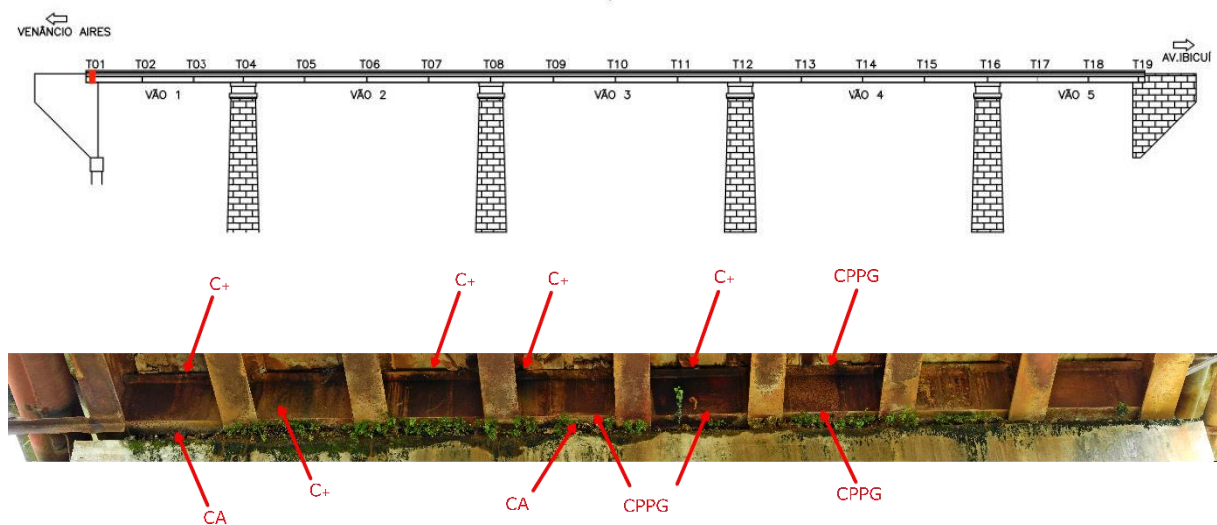 VENÂNCIO AIRES
AV.IBICUÍ
T01 T02 T03 T04 T05 T06 T07 T08 T09 T10 T11 T12 T13 T14 T15 T16 T17 T18 T19
VÃO 1 VÃO 2 VÃO 3 VÃO 4 VÃO 5
C+ C+ C+ C+ CPPG
CA C+ CA CPPG CPPG